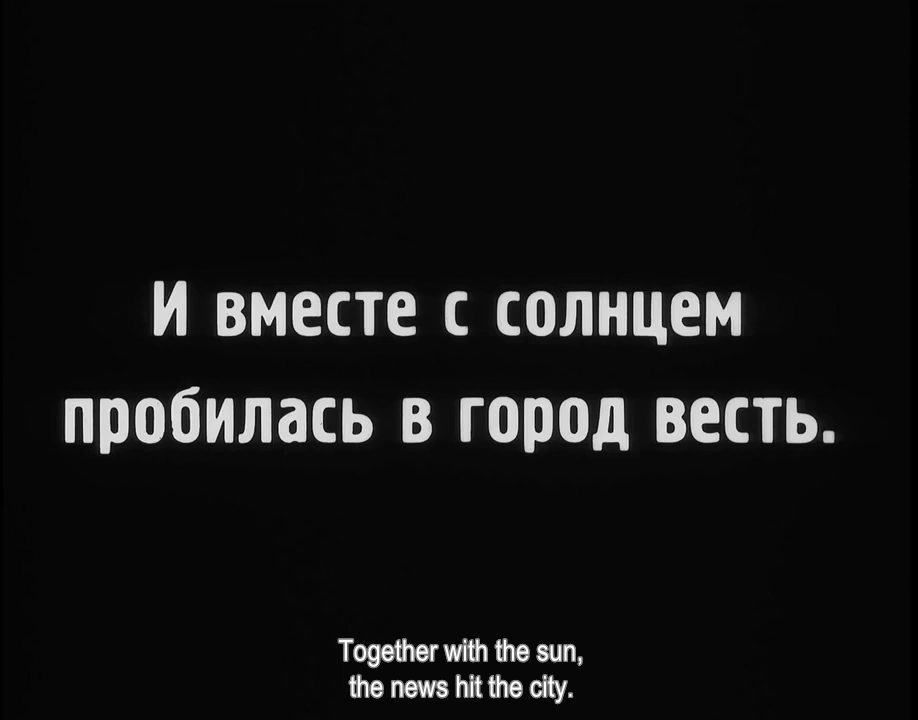 И вместе с солнцем
пробилась в город весть.
Together with the sun,
the news hit the city.